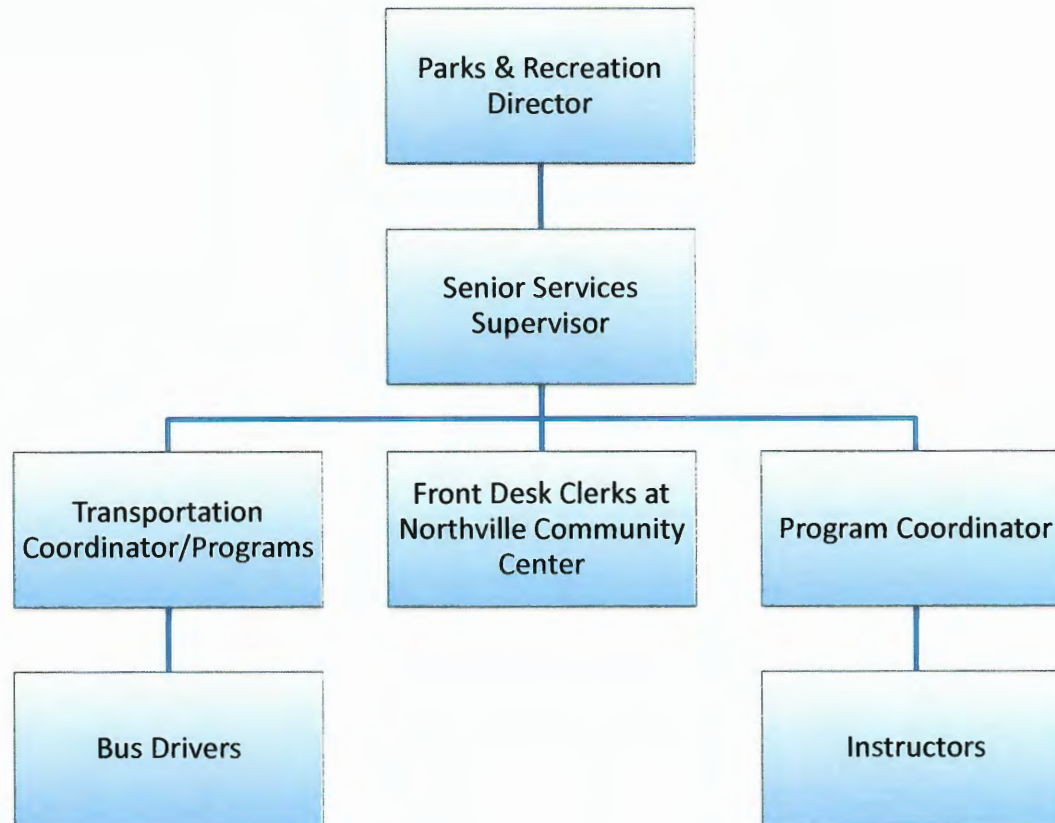 Parks & Recreation
Director
Senior Services
Supervisor
Transportation
Coordinator/Programs
Front Desk Clerks at
Northville Community
Center
Program Coordinator
Bus Drivers
Instructors